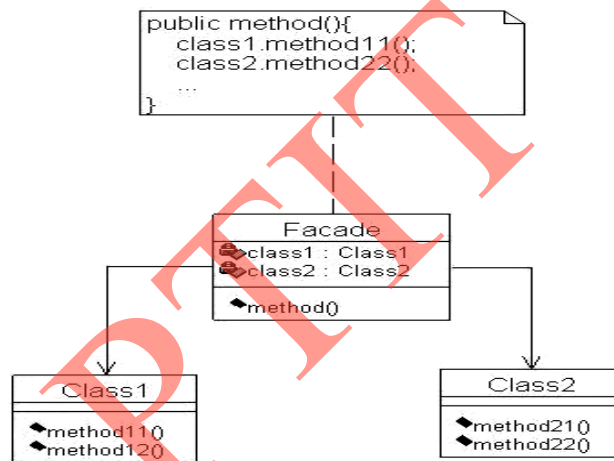 public method(){
class1.method11();
class2.method22();
...
}
Facade
class1 : Class1
class2 : Class2
method()
Class1
method11()
method12()
Class2
method21()
method22()
PTIT